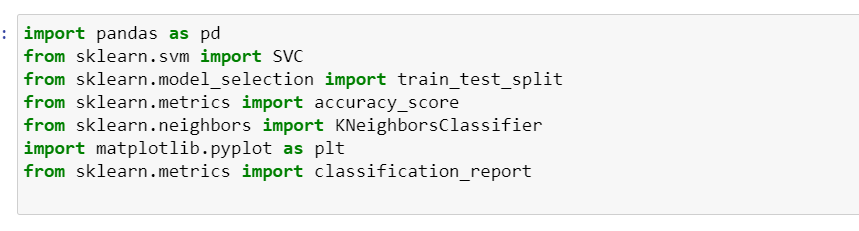 : import pandas as pd
from sklearn.svm import SVC
from sklearn.model_selection import train_test_split
from sklearn.metrics import accuracy_score
from sklearn.neighbors import KNeighborsClassifier
import matplotlib.pyplot as plt
from sklearn.metrics import classification_report